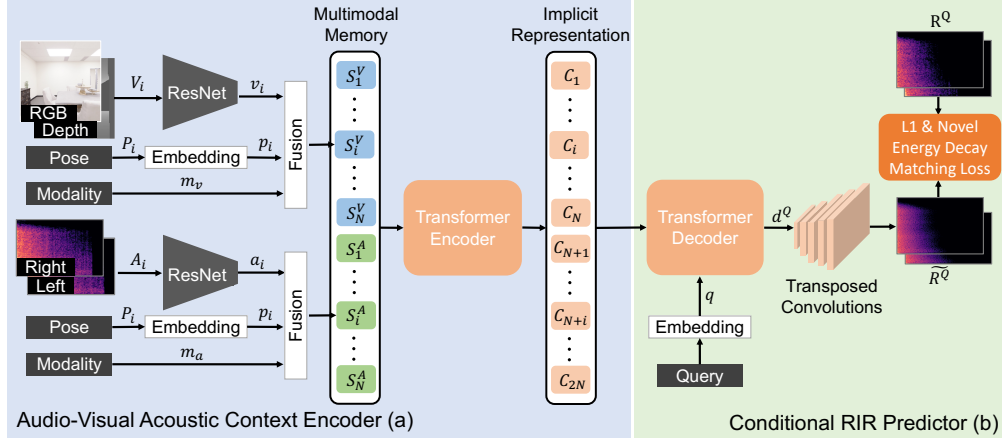 Multimodal
Memory
Implicit
Representation
R^Q
RGB
Depth
V_i
ResNet
v_i
Pose
P_i
Embedding
p_i
Modality
m_v
Fusion
Right
Left
A_i
ResNet
a_i
Pose
P_i
Embedding
p_i
Modality
m_a
Fusion
S_1^V
S_i^V
S_N^V
S_1^A
S_i^A
S_N^A
Transformer
Encoder
C_1
C_i
C_N
C_{N+1}
C_{N+i}
C_{2N}
Transformer
Decoder
q
Embedding
Query
d^Q
Transposed
Convolutions
L1 & Novel
Energy Decay
Matching Loss
\widetilde{R^Q}
Audio-Visual Acoustic Context Encoder (a)
Conditional RIR Predictor (b)